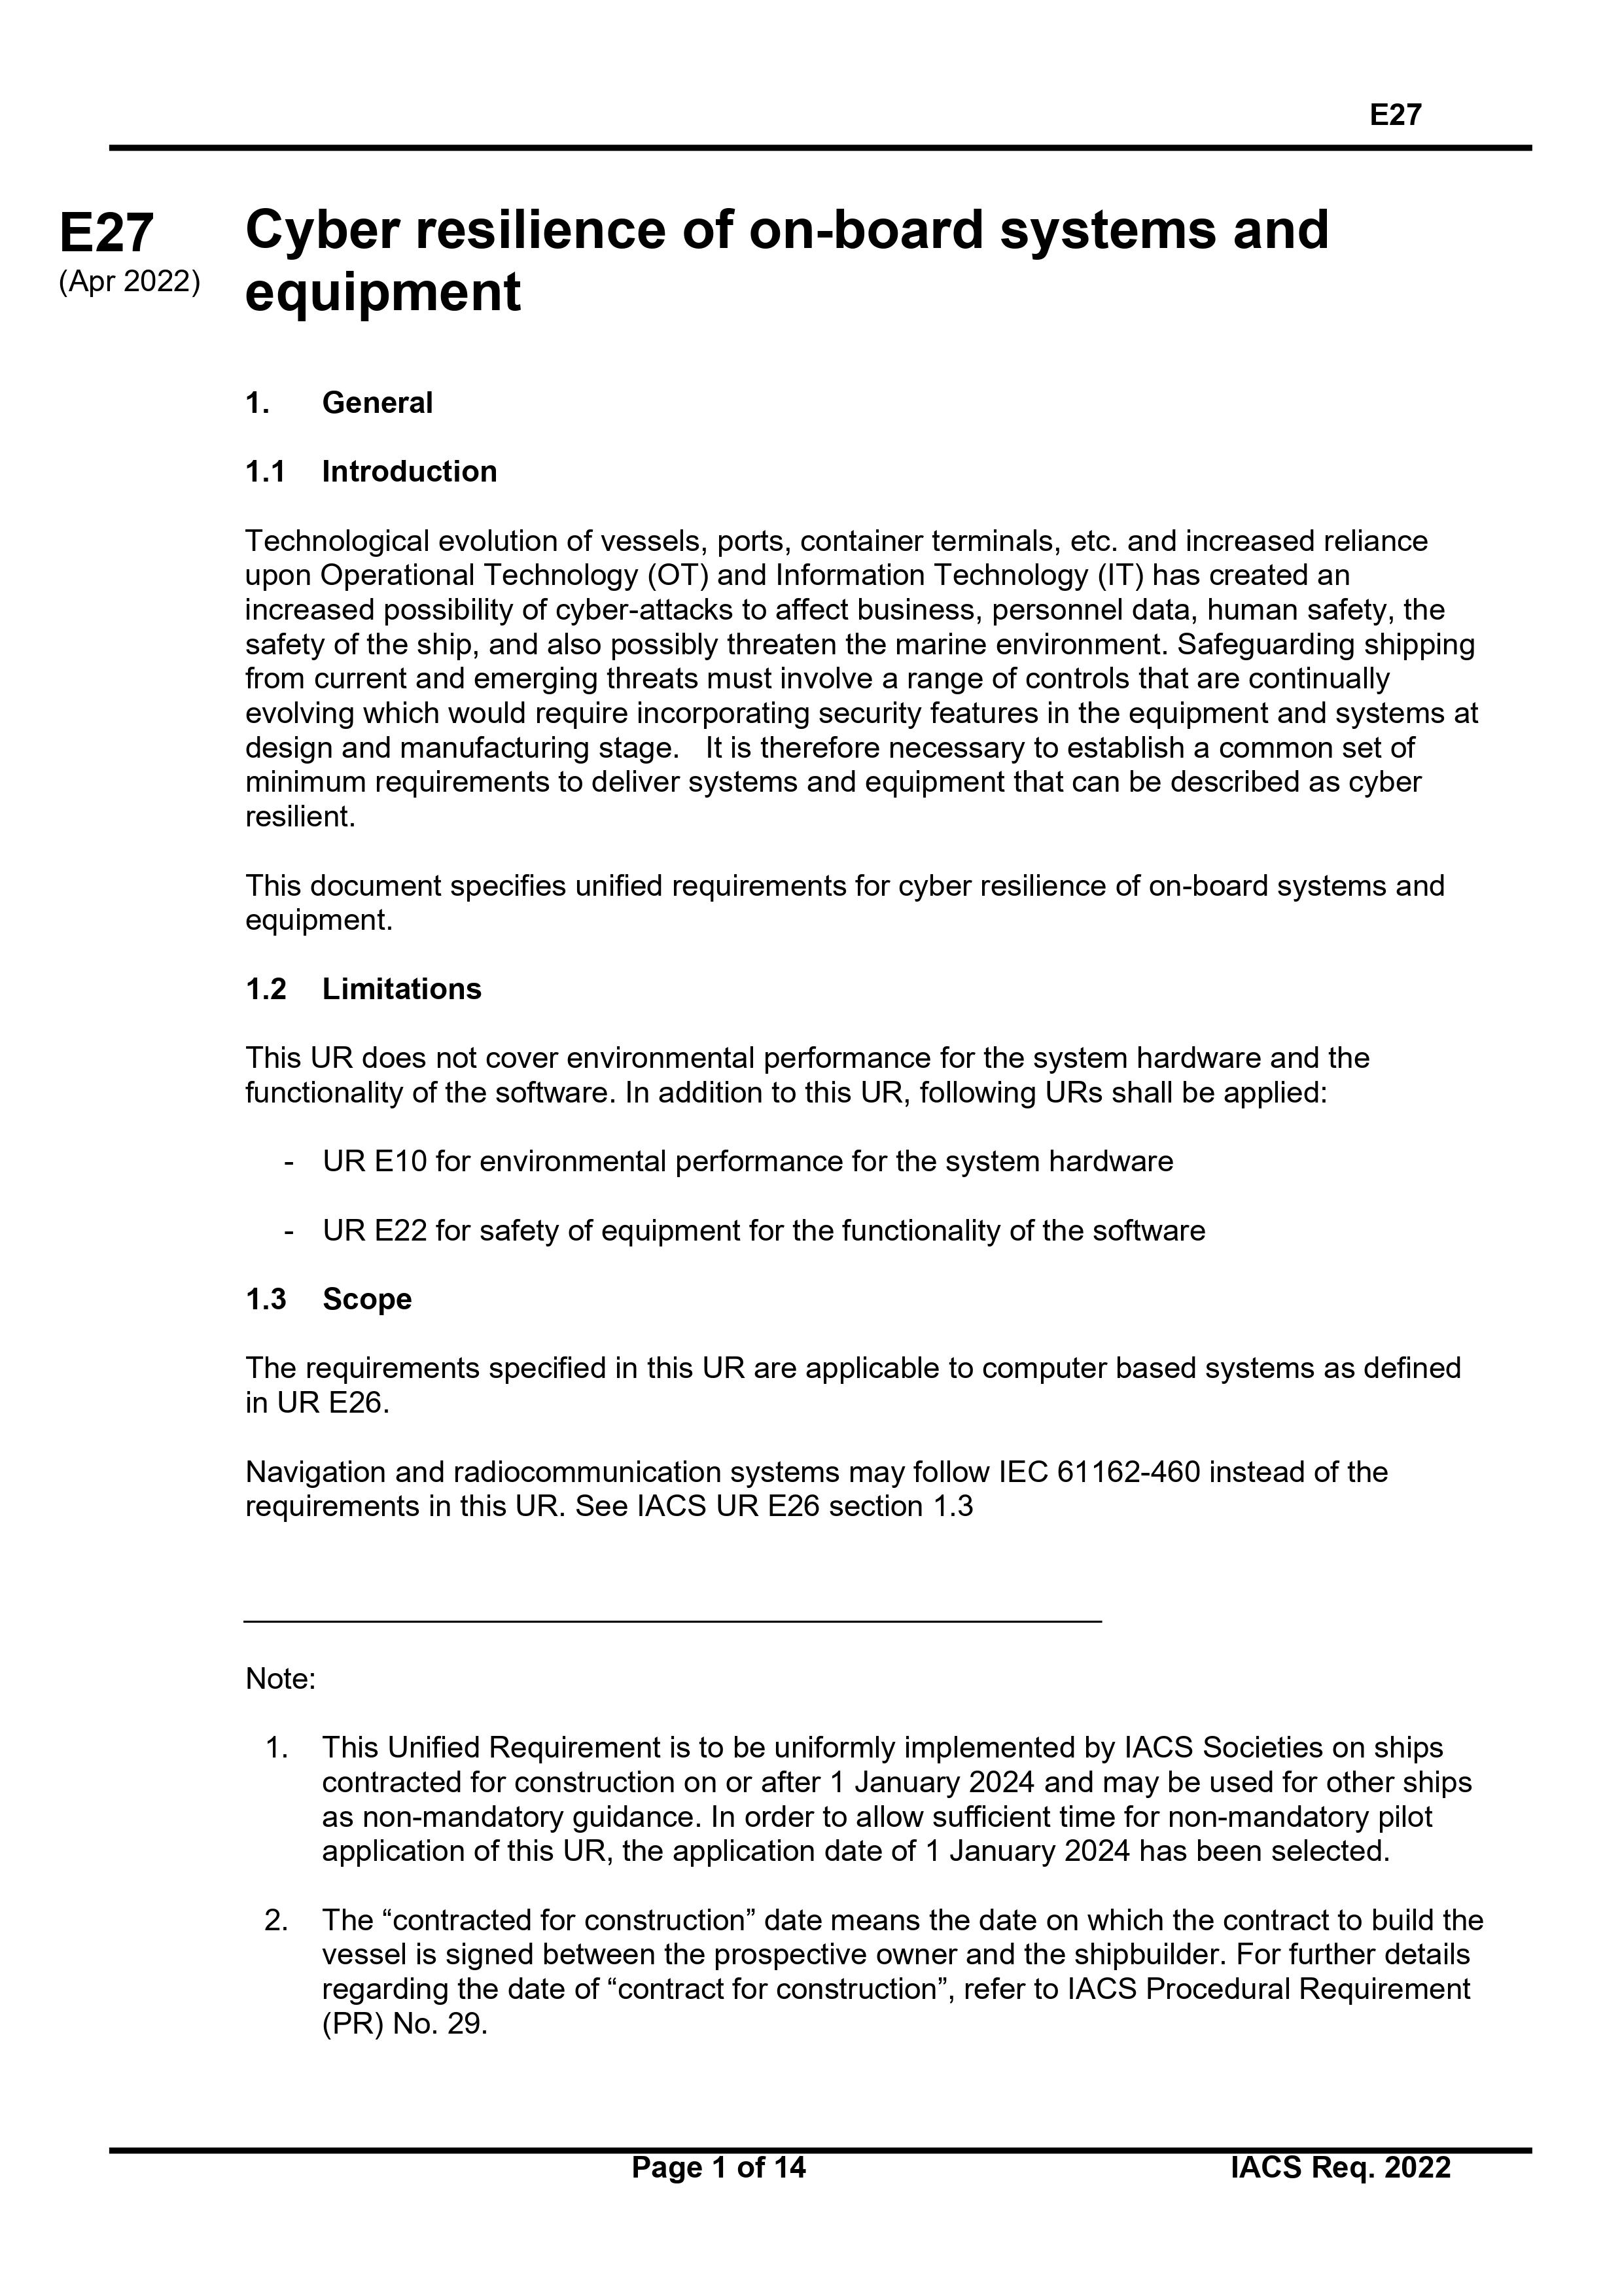 E27
E27
(Apr 2022)
Cyber resilience of on-board systems and
equipment
1. General
1.1 Introduction
Technological evolution of vessels, ports, container terminals, etc. and increased reliance
upon Operational Technology (OT) and Information Technology (IT) has created an
increased possibility of cyber-attacks to affect business, personnel data, human safety, the
safety of the ship, and also possibly threaten the marine environment. Safeguarding shipping
from current and emerging threats must involve a range of controls that are continually
evolving which would require incorporating security features in the equipment and systems at
design and manufacturing stage. It is therefore necessary to establish a common set of
minimum requirements to deliver systems and equipment that can be described as cyber
resilient.
This document specifies unified requirements for cyber resilience of on-board systems and
equipment.
1.2 Limitations
This UR does not cover environmental performance for the system hardware and the
functionality of the software. In addition to this UR, following URs shall be applied:
- UR E10 for environmental performance for the system hardware
- UR E22 for safety of equipment for the functionality of the software
1.3 Scope
The requirements specified in this UR are applicable to computer based systems as defined
in UR E26.
Navigation and radiocommunication systems may follow IEC 61162-460 instead of the
requirements in this UR. See IACS UR E26 section 1.3
Note:
1. This Unified Requirement is to be uniformly implemented by IACS Societies on ships
contracted for construction on or after 1 January 2024 and may be used for other ships
as non-mandatory guidance. In order to allow sufficient time for non-mandatory pilot
application of this UR, the application date of 1 January 2024 has been selected.
2. The “contracted for construction” date means the date on which the contract to build the
vessel is signed between the prospective owner and the shipbuilder. For further details
regarding the date of “contract for construction”, refer to IACS Procedural Requirement
(PR) No. 29.
Page 1 of 14
IACS Req. 2022